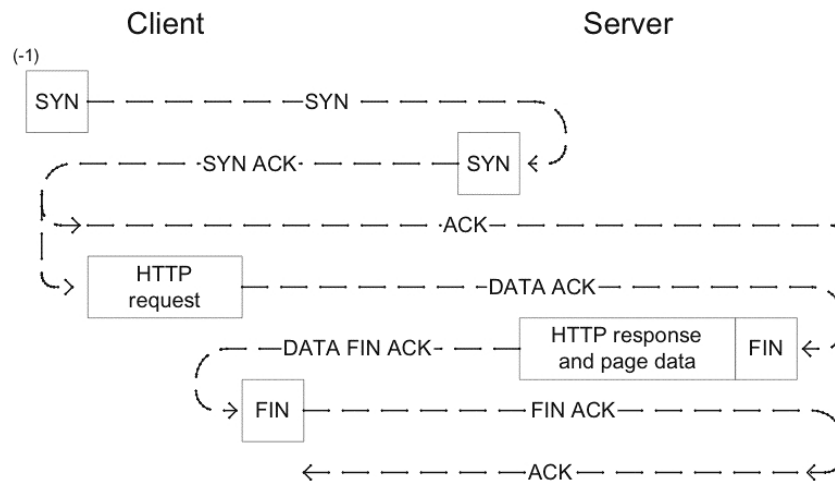 Client Server
(-1)
SYN SYN
SYN ACK SYN
ACK
HTTP
request
DATA ACK
DATA FIN ACK
HTTP response
and page data
FIN
FIN FIN ACK
ACK